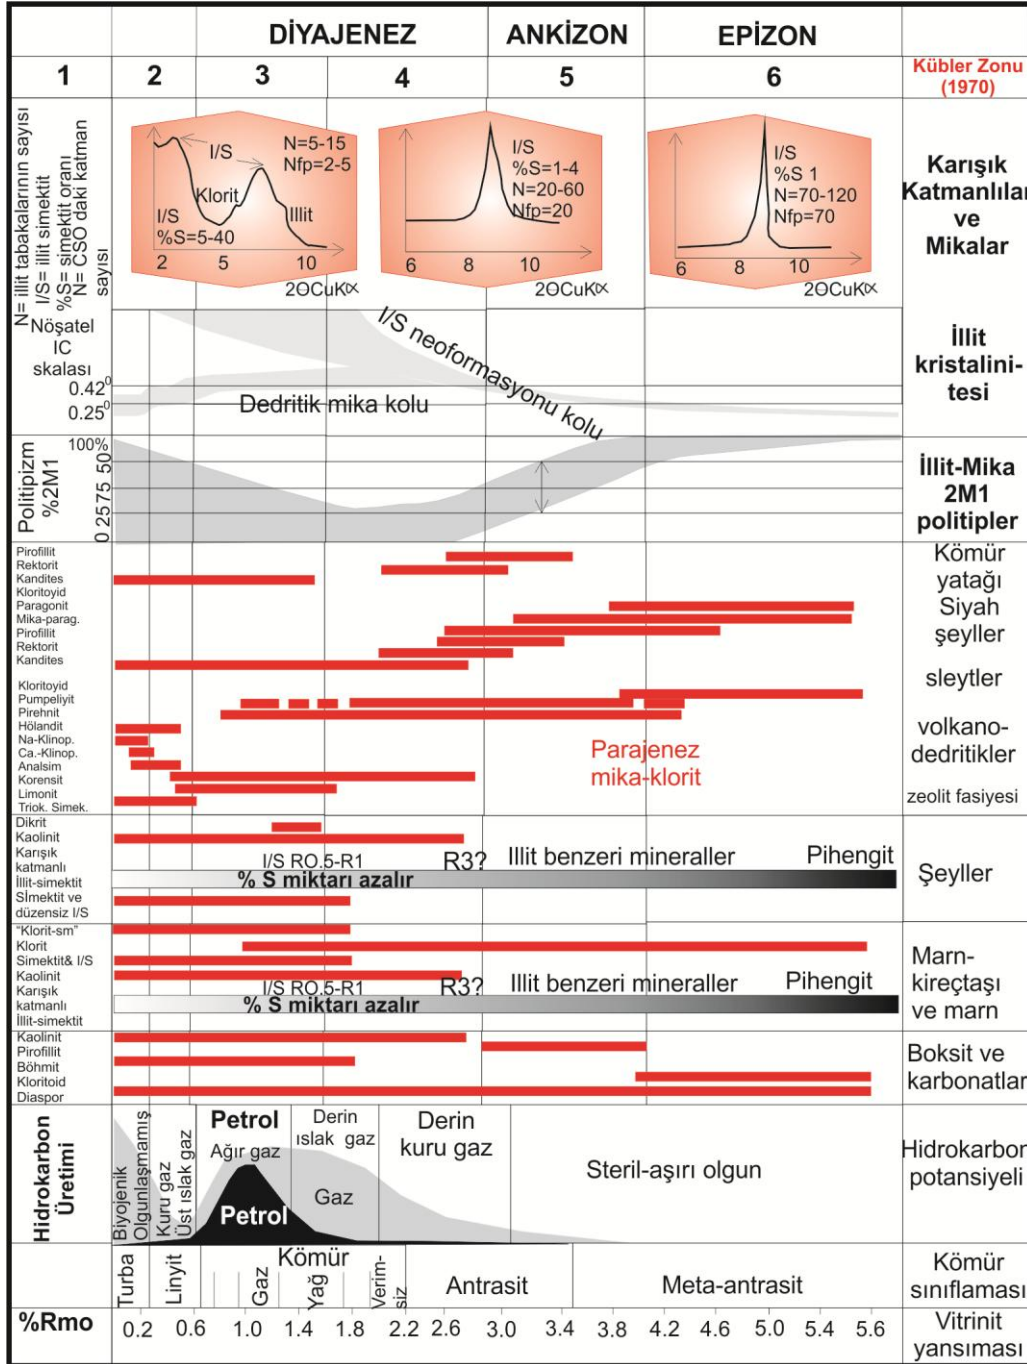 DİYAJENEZ
ANKİZON
EPİZON
1
2
3
4
5
6
Kübler Zonu
(1970)
N= illit tabakalarının sayısı
I/S= illit simektit
%S= simektit oranı
N= CSO daki katman
sayısı
I/S
N=5-15
Nfp=2-5
Klorit
Illit
I/S
%S=5-40
2
5
10
2ΘCuKα
I/S
%S=1-4
N=20-60
Nfp=20
6
8
10
2ΘCuKα
I/S
%S 1
N=70-120
Nfp=70
6
8
10
2ΘCuKα
Karışık
Katmanlılar
ve
Mikalar
Nöşatel
IC
skalası
0.42⁰
0.25⁰
I/S neoformasyonu kolu
Dedritik mika kolu
İllit
kristalini-
tesi
Politipizm
%2M1
100%
50
75
25
0
İllit-Mika
2M1
politipler
Pirofillit
Rektorit
Kandites
Kloritoyid
Paragonit
Mika-parag.
Pirofillit
Rektorit
Kandites
Kömür
yatağı
Siyah
şeyller
sleytler
Kloritoyid
Pumpeliyit
Pirehnit
Hölandit
Na-Klinop.
Ca.-Klinop.
Analsim
Korensit
Limonit
Triok. Simek.
Parajenez
mika-klorit
volkano-
dedritikler
zeolit fasiyesi
Dikrit
Kaolinit
Karışık
katmanlı
İllit-simektit
Sİmektit ve
düzensiz I/S
I/S RO.5-R1
R3?
Illit benzeri mineraller
Pihengit
% S miktarı azalır
Şeyller
"Klorit-sm"
Klorit
Simektit& I/S
Kaolinit
Karışık
katmanlı
İllit-simektit
I/S RO.5-R1
R3?
Illit benzeri mineraller
Pihengit
% S miktarı azalır
Marn-
kireçtaşı
ve marn
Kaolinit
Pirofillit
Böhmit
Kloritoid
Diaspor
Boksit ve
karbonatlar
Hidrokarbon
Üretimi
Biyojenik
Olgunlaşmamış
Kuru gaz
Üst ıslak gaz
Petrol
Ağır gaz
Petrol
Derin
ıslak gaz
Gaz
Derin
kuru gaz
Steril-aşırı olgun
Hidrokarbon
potansiyeli
Turba
Linyit
Kömür
Gaz
Yağ
Verim-
siz
Antrasit
Meta-antrasit
Kömür
sınıflaması
%Rmo
0.2 0.6 1.0 1.4 1.8 2.2 2.6 3.0 3.4 3.8 4.2 4.6 5.0 5.4 5.6
Vitrinit
yansıması